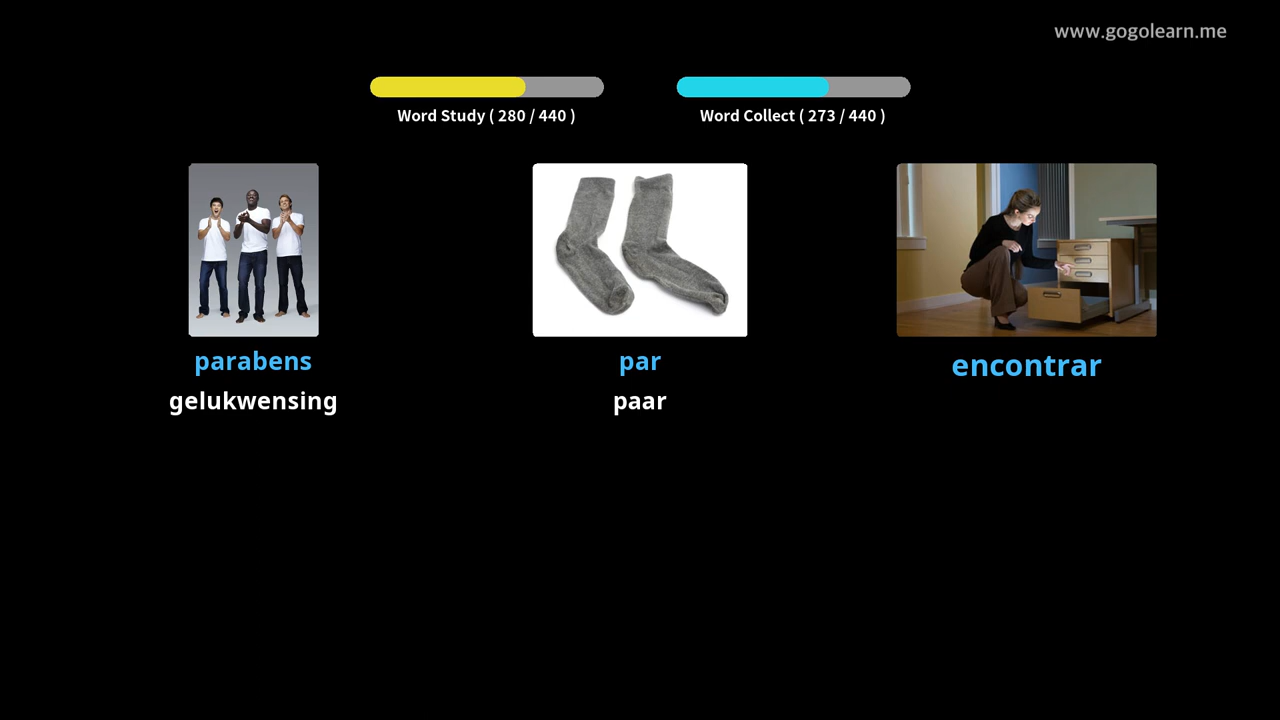 www.gogolearn.me
Word Study ( 280 / 440 )
Word Collect ( 273 / 440 )
parabens
gelukwensing
par
paar
encontrar